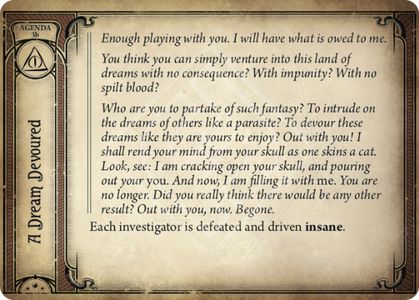 AGENDA
3b
A Dream Devoured
Enough playing with you. I will have what is owed to me.
You think you can simply venture into this land of
dreams with no consequence? With impunity? With no
spilt blood?
Who are you to partake of such fantasy? To intrude on
the dreams of others like a parasite? To devour these
dreams like they are yours to enjoy? Out with you! I
shall rend your mind from your skull as one skins a cat.
Look, see: I am cracking open your skull, and pouring
out your you. And now, I am filling it with me. You are
no longer. Did you really think there would be any other
result? Out with you, now. Begone.
Each investigator is defeated and driven insane.